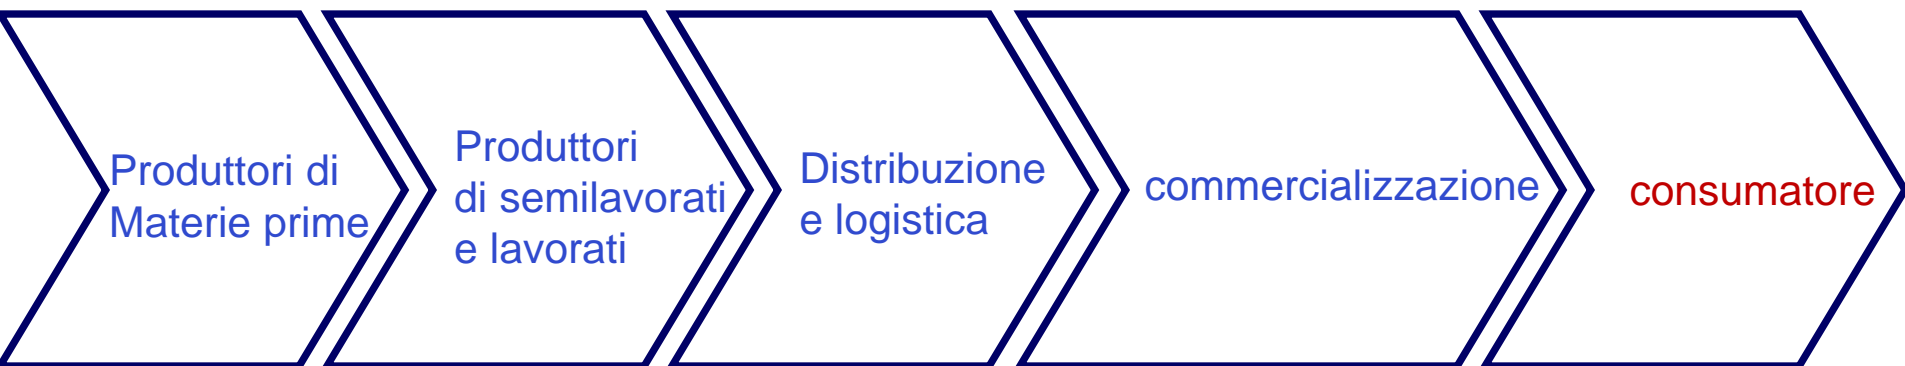 Produttori di
Materie prime
Produttori
di semilavorati
e lavorati
Distribuzione
e logistica
commercializzazione
consumatore